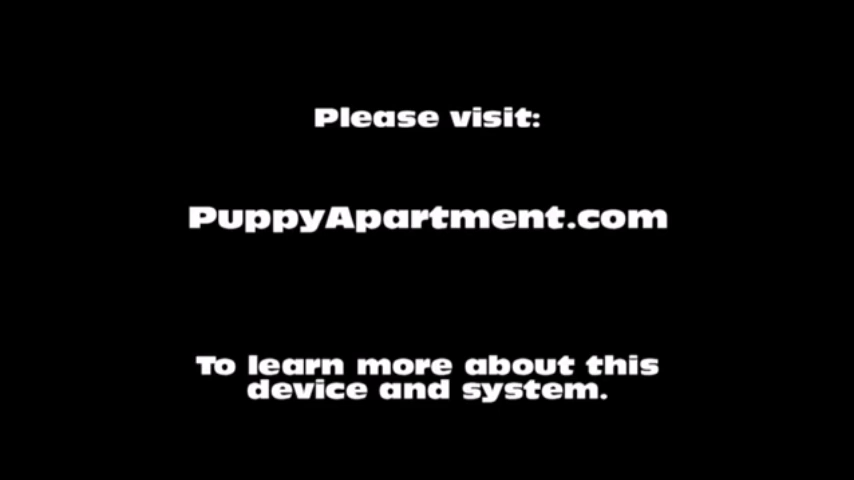 Please visit:
PuppyApartment.com
To learn more about this
device and system.